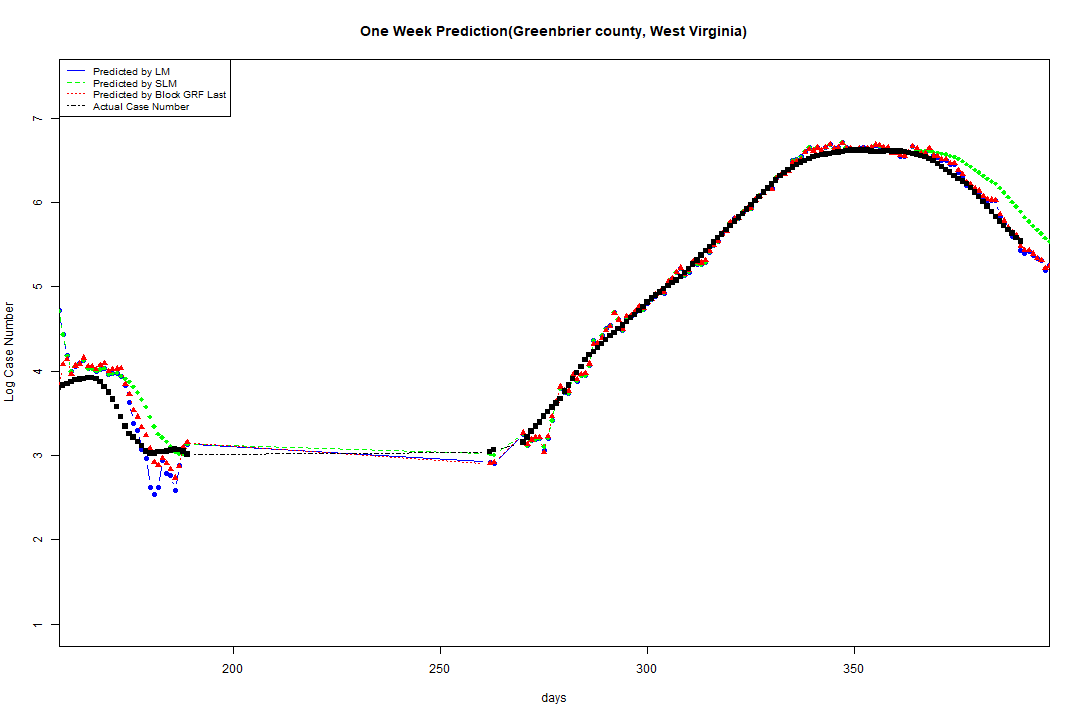 One Week Prediction(Greenbrier county, West Virginia)
Predicted by LM
Predicted by SLM
Predicted by Block GRF Last
Actual Case Number
7
6
5
4
3
2
1
Log Case Number
200 250 300 350
days